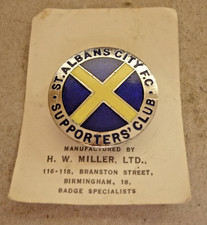 ST. ALBANS CITY F.C.
SUPPORTERS' CLUB
MANUFACTURED BY
H. W. MILLER, LTD.,
116-118, BRANSTON STREET,
BIRMINGHAM, 18,
BADGE SPECIALISTS